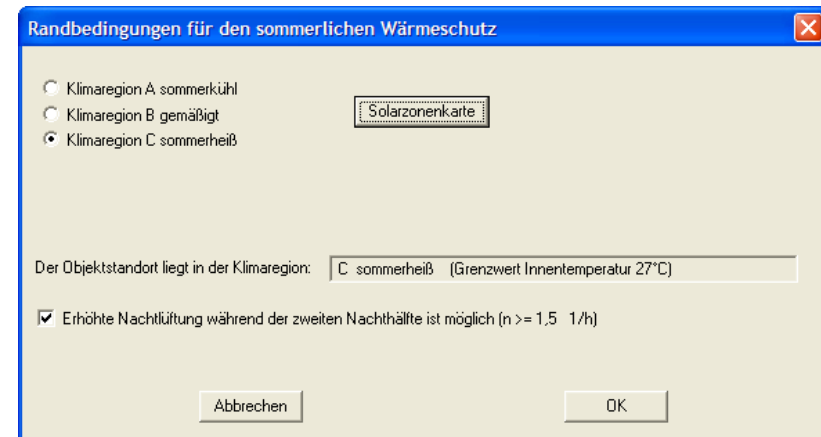 Randbedingungen für den sommerlichen Wärmeschutz
Klimaregion A sommerkühl
Klimaregion B gemäßigt
Solarzonenkarte
Klimaregion C sommerheiß
Der Objektstandort liegt in der Klimaregion: C sommerheiß (Grenzwert Innentemperatur 27°C)
Erhöhte Nachtlüftung während der zweiten Nachthälfte ist möglich (n >= 1,5 1/h)
Abbrechen OK